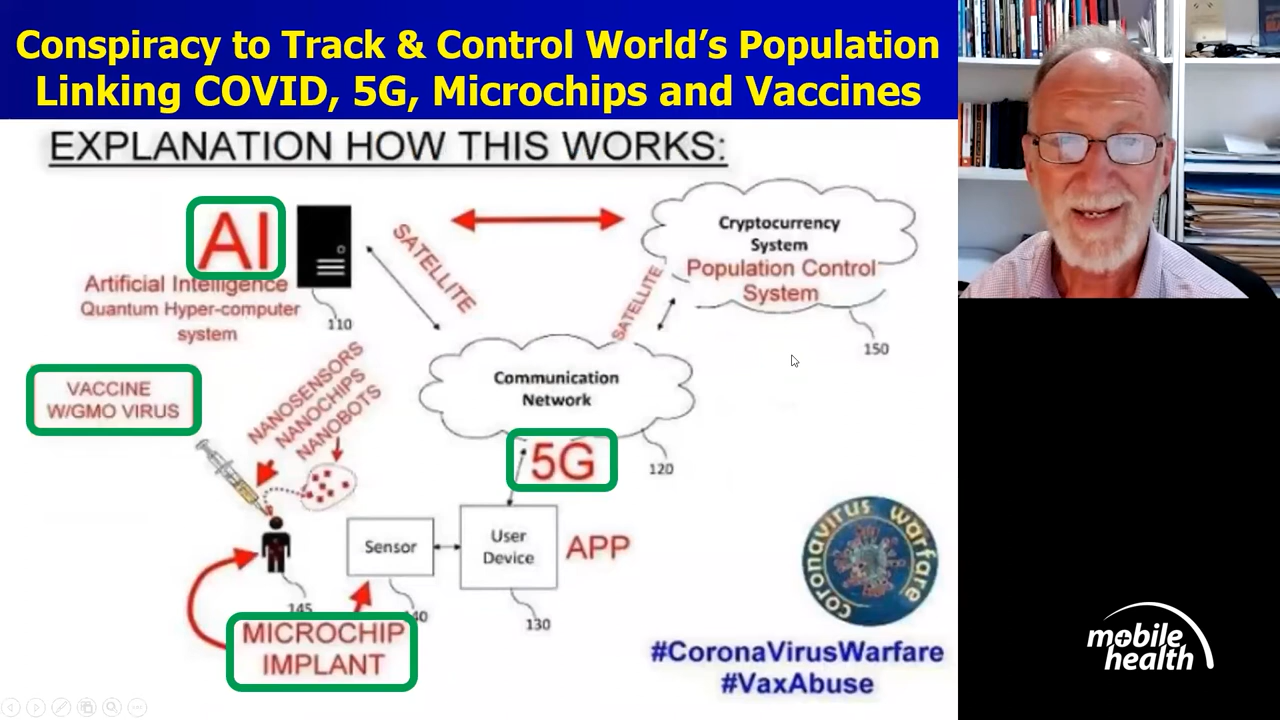 Conspiracy to Track & Control World's Population
Linking COVID, 5G, Microchips and Vaccines
EXPLANATION HOW THIS WORKS:
AI
Artificial Intelligence
Quantum Hyper-computer
system
110
SATELLITE
Cryptocurrency
System
Population Control
System
150
SATELLITE
Communication
Network
120
5G
VACCINE
W/GMO VIRUS
NANOSENSORS
NANOCHIPS
NANOBOTS
145
Sensor
140
User
Device
130
APP
MICROCHIP
IMPLANT
coronavirus warfare
#CoronaVirusWarfare
#VaxAbuse
mobile
health